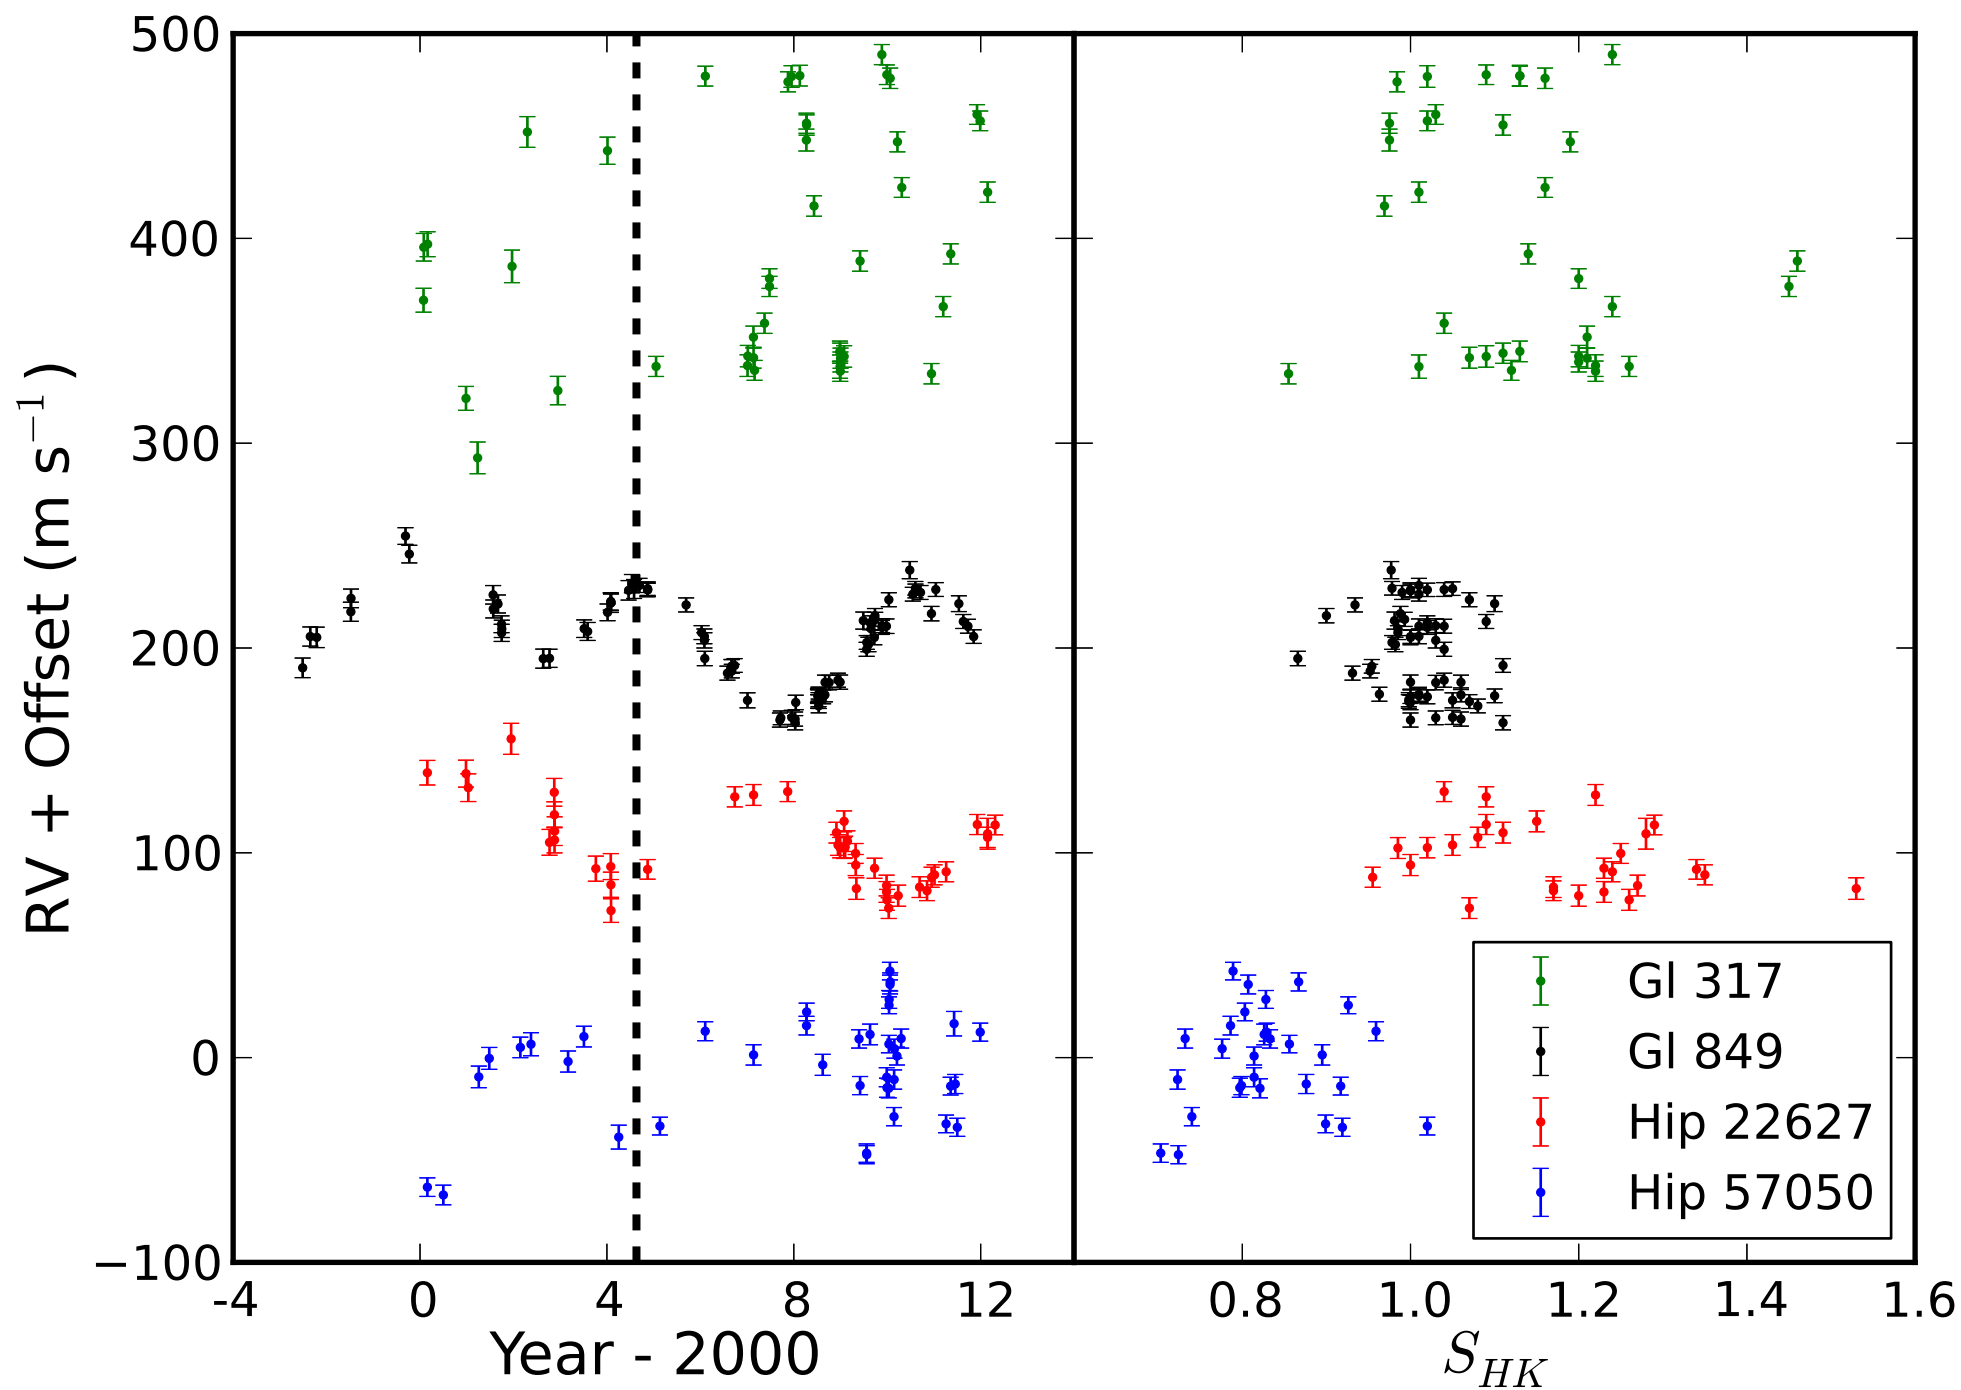 RV + Offset (m s⁻¹)
500
400
300
200
100
0
−100
-4 0 4 8 12
Year - 2000
0.8 1.0 1.2 1.4 1.6
S_HK
Gl 317
Gl 849
Hip 22627
Hip 57050